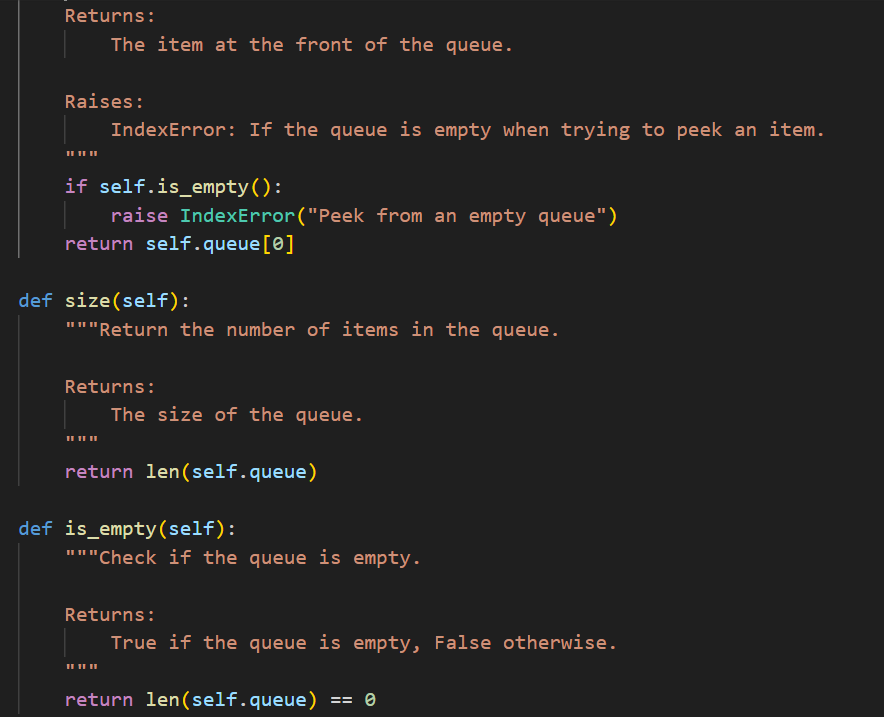 Returns:
    The item at the front of the queue.

Raises:
    IndexError: If the queue is empty when trying to peek an item.
"""
if self.is_empty():
    raise IndexError("Peek from an empty queue")
return self.queue[0]

def size(self):
    """Return the number of items in the queue.

    Returns:
        The size of the queue.
    """
    return len(self.queue)

def is_empty(self):
    """Check if the queue is empty.

    Returns:
        True if the queue is empty, False otherwise.
    """
    return len(self.queue) == 0